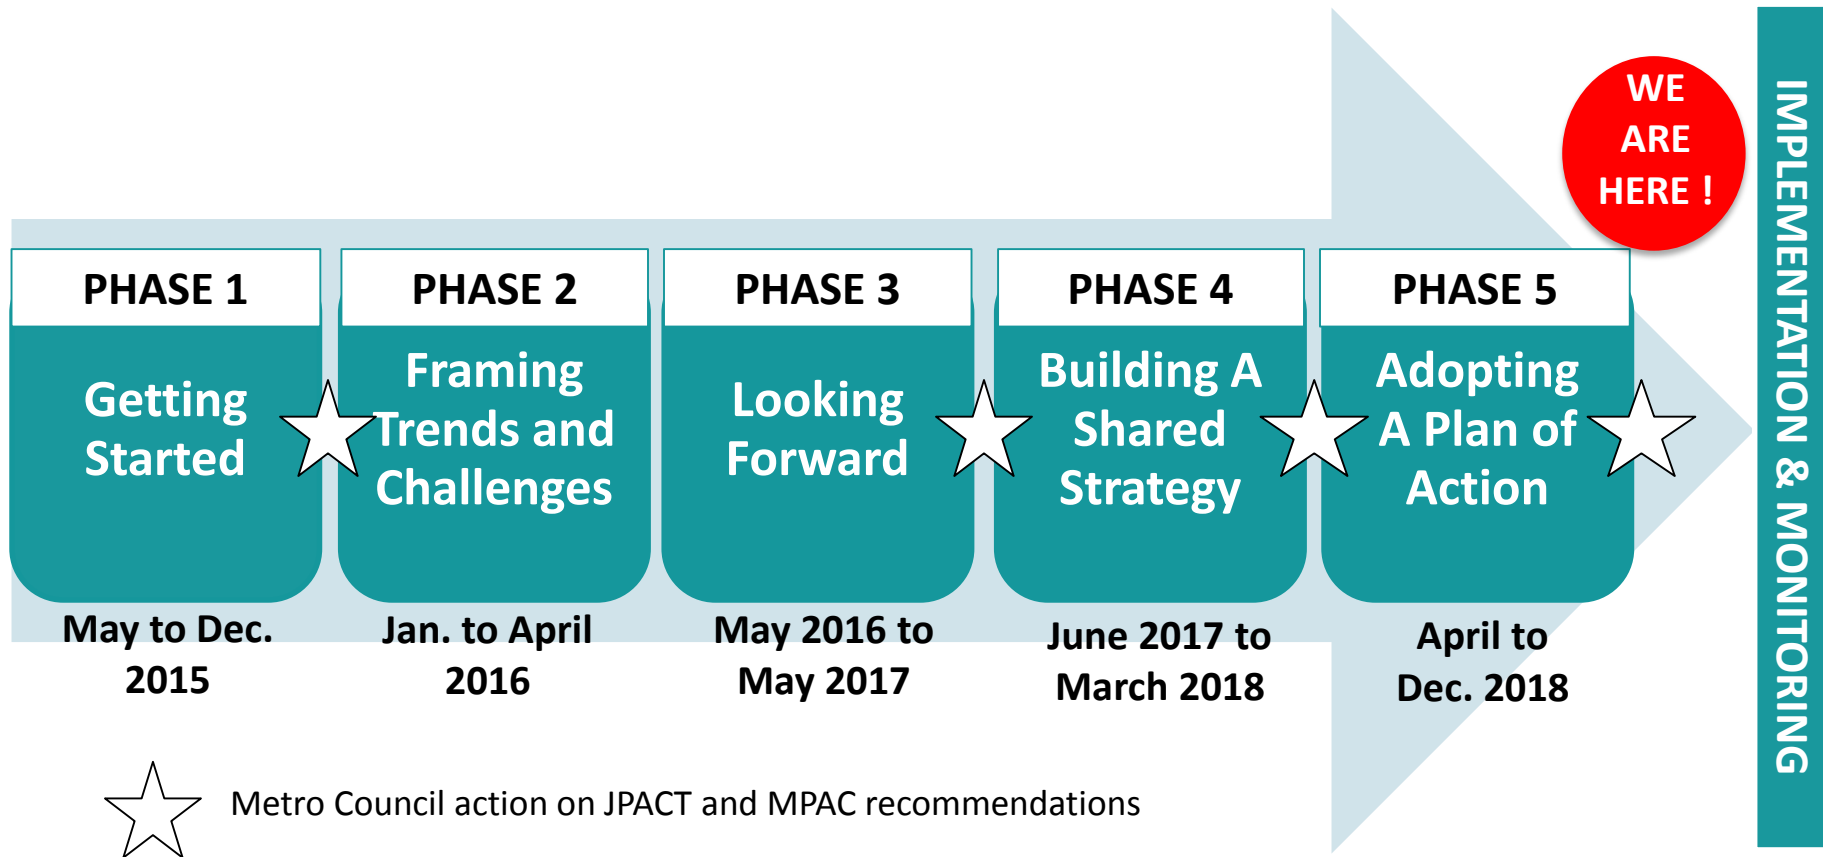 WE
ARE
HERE !
PHASE 1
Getting
Started
May to Dec.
2015
PHASE 2
Framing
Trends and
Challenges
Jan. to April
2016
PHASE 3
Looking
Forward
May 2016 to
May 2017
PHASE 4
Building A
Shared
Strategy
June 2017 to
March 2018
PHASE 5
Adopting
A Plan of
Action
April to
Dec. 2018
IMPLEMENTATION & MONITORING
Metro Council action on JPACT and MPAC recommendations